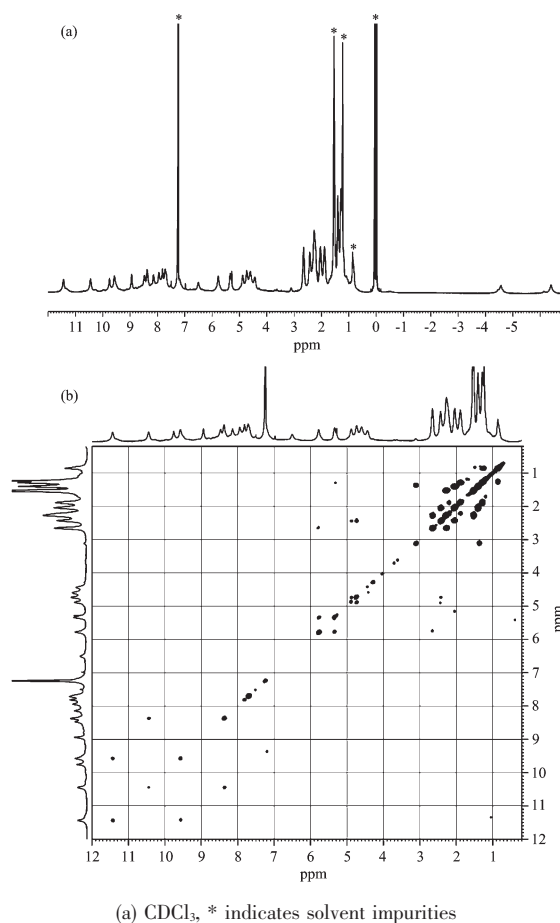 (a)
* * * * *
11 10 9 8 7 6 5 4 3 2 1 0 -1 -2 -3 -4 -5
ppm
(b)
1
2
3
4
5
ppm
6
7
8
9
10
11
12
12 11 10 9 8 7 6 5 4 3 2 1
ppm
(a) CDCl₃, * indicates solvent impurities